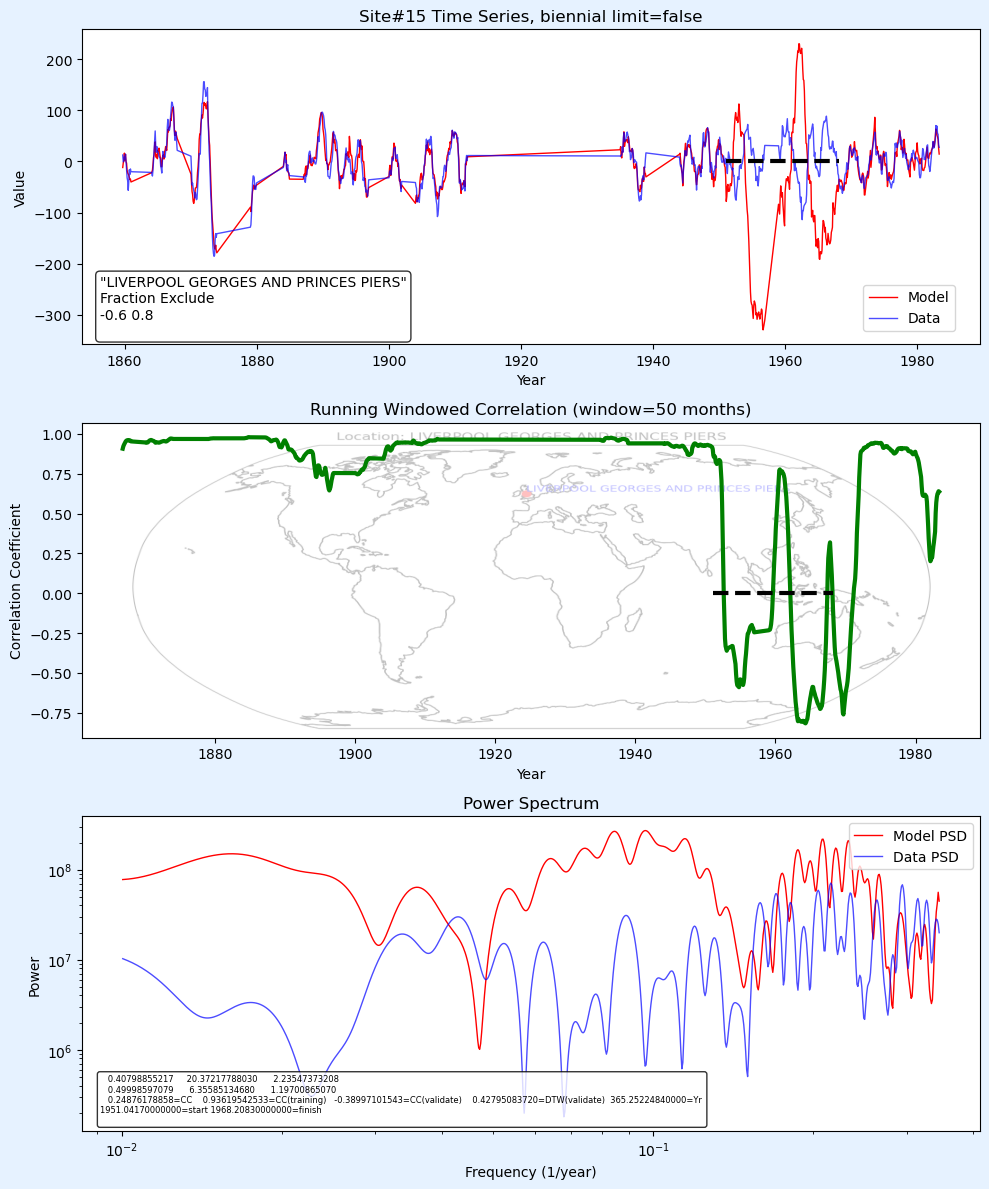 Site#15 Time Series, biennial limit=false
Value
200
100
0
−100
−200
−300
"LIVERPOOL GEORGES AND PRINCES PIERS"
Fraction Exclude
-0.6 0.8
Model
Data
1860 1880 1900 1920 1940 1960 1980
Year
Running Windowed Correlation (window=50 months)
Location: LIVERPOOL GEORGES AND PRINCES PIERS
LIVERPOOL GEORGES AND PRINCES PIERS
Correlation Coefficient
1.00
0.75
0.50
0.25
0.00
−0.25
−0.50
−0.75
1880 1900 1920 1940 1960 1980
Year
Power Spectrum
Model PSD
Data PSD
Power
10^8
10^7
10^6
0.40798855217 20.37217788030 2.23547373208
0.49998597079 6.35585134680 1.19700865070
0.24876178858=CC 0.93619542533=CC(training) -0.38997101543=CC(validate) 0.42795083720=DTW(validate) 365.25224840000=Yr
1951.04170000000=start 1968.20830000000=finish
10^−2 10^−1
Frequency (1/year)